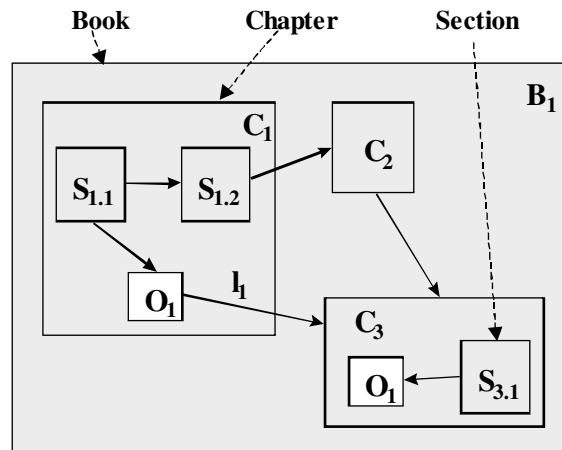 Book Chapter Section
B1
C1
C2
S1.1 S1.2
O1
l1
C3
O1
S3.1